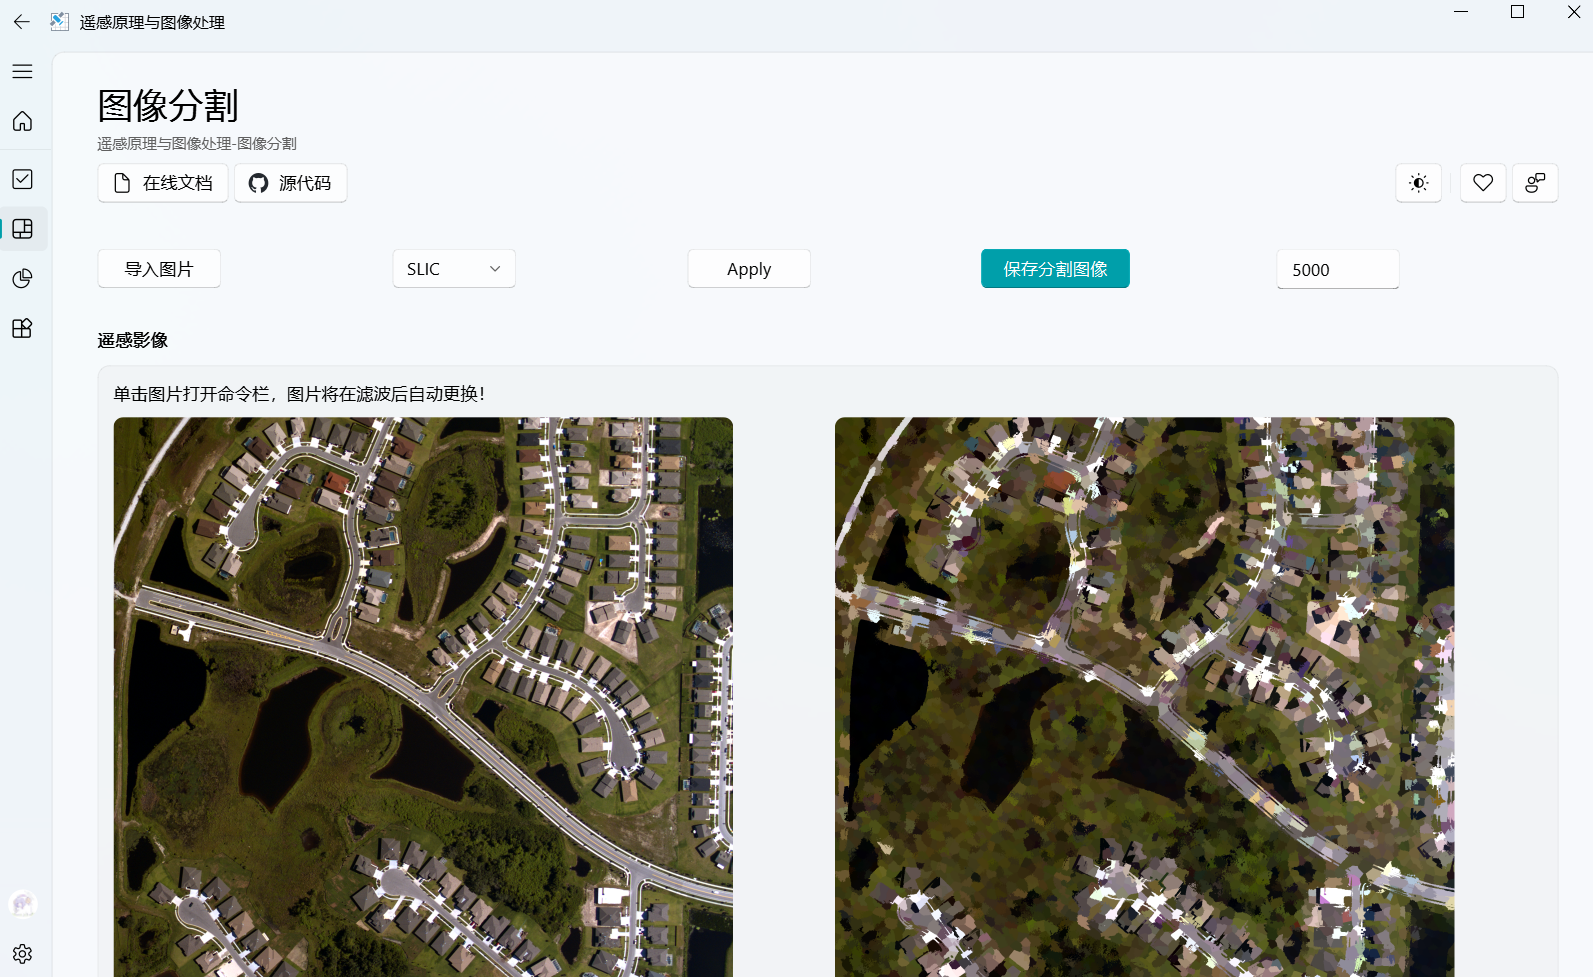 遥感原理与图像处理
图像分割
遥感原理与图像处理-图像分割
在线文档
源代码
导入图片
SLIC
Apply
保存分割图像
5000
遥感影像
单击图片打开命令栏，图片将在滤波后自动更换！